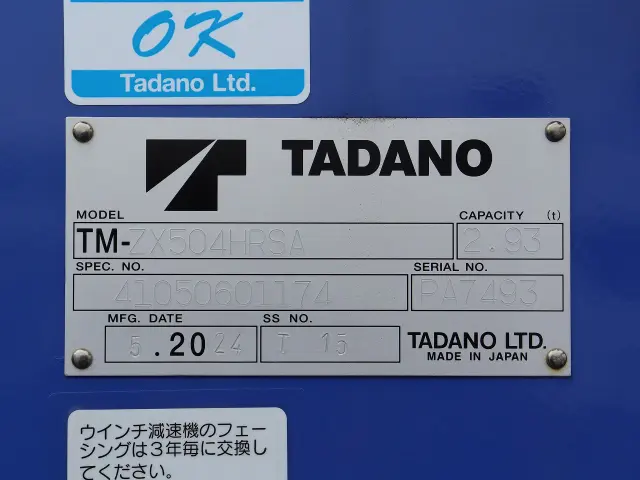 OK
Tadano Ltd.
TADANO
MODEL CAPACITY (t)
TM-ZX504HRSA 2.93
SPEC. NO. SERIAL NO.
41050601174 PA7493
MFG. DATE SS NO.
5.2024 I 15 TADANO LTD.
MADE IN JAPAN
ウインチ減速機のフェー
シングは3年毎に交換し
てください。